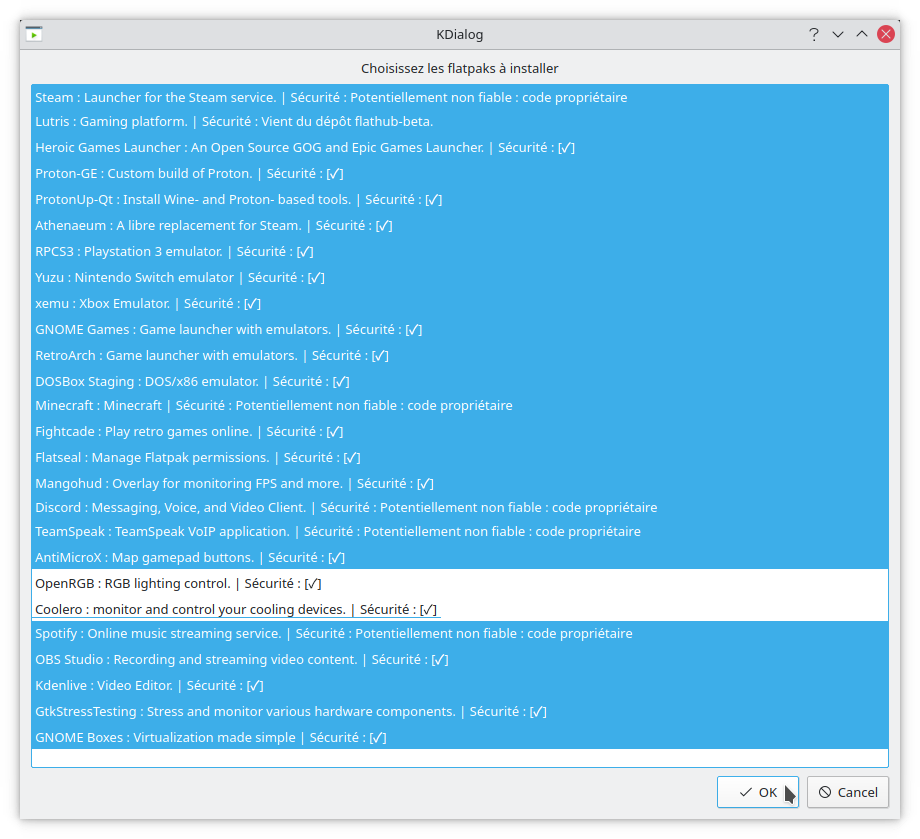 KDialog
Choisissez les flatpaks à installer
Steam : Launcher for the Steam service. | Sécurité : Potentiellement non fiable : code propriétaire
Lutris : Gaming platform. | Sécurité : Vient du dépôt flathub-beta.
Heroic Games Launcher : An Open Source GOG and Epic Games Launcher. | Sécurité : [✓]
Proton-GE : Custom build of Proton. | Sécurité : [✓]
ProtonUp-Qt : Install Wine- and Proton- based tools. | Sécurité : [✓]
Athenaeum : A libre replacement for Steam. | Sécurité : [✓]
RPCS3 : Playstation 3 emulator. | Sécurité : [✓]
Yuzu : Nintendo Switch emulator | Sécurité : [✓]
xemu : Xbox Emulator. | Sécurité : [✓]
GNOME Games : Game launcher with emulators. | Sécurité : [✓]
RetroArch : Game launcher with emulators. | Sécurité : [✓]
DOSBox Staging : DOS/x86 emulator. | Sécurité : [✓]
Minecraft : Minecraft | Sécurité : Potentiellement non fiable : code propriétaire
Fightcade : Play retro games online. | Sécurité : [✓]
Flatseal : Manage Flatpak permissions. | Sécurité : [✓]
Mangohud : Overlay for monitoring FPS and more. | Sécurité : [✓]
Discord : Messaging, Voice, and Video Client. | Sécurité : Potentiellement non fiable : code propriétaire
TeamSpeak : TeamSpeak VoIP application. | Sécurité : Potentiellement non fiable : code propriétaire
AntiMicroX : Map gamepad buttons. | Sécurité : [✓]
OpenRGB : RGB lighting control. | Sécurité : [✓]
Coolero : monitor and control your cooling devices. | Sécurité : [✓]
Spotify : Online music streaming service. | Sécurité : Potentiellement non fiable : code propriétaire
OBS Studio : Recording and streaming video content. | Sécurité : [✓]
Kdenlive : Video Editor. | Sécurité : [✓]
GtkStressTesting : Stress and monitor various hardware components. | Sécurité : [✓]
GNOME Boxes : Virtualization made simple | Sécurité : [✓]
OK
Cancel